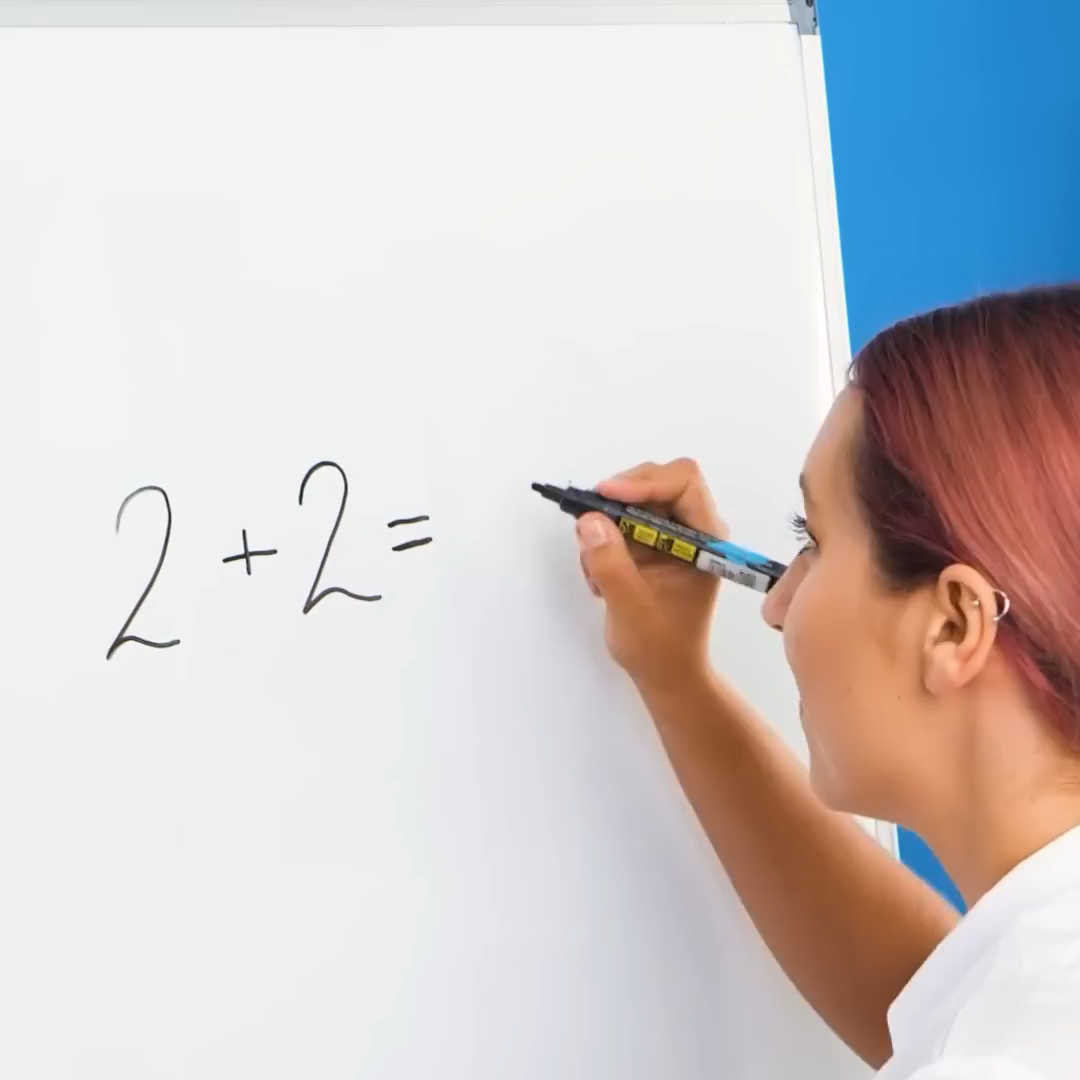 2 + 2 =